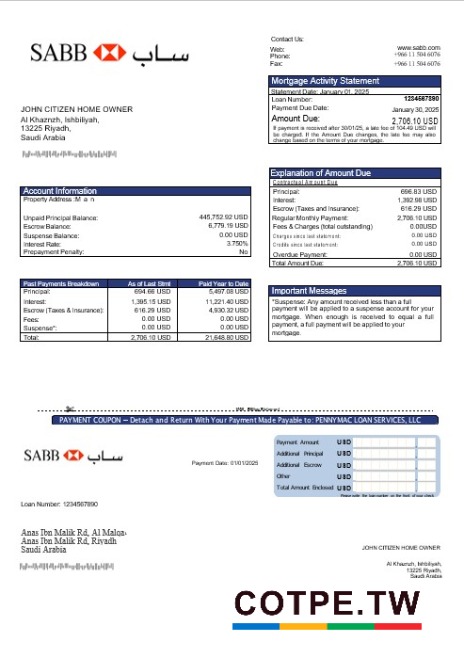 SABB ساب
Contact Us:
Web: www.sabb.com
Phone: +966 11 504 6076
Fax: +966 11 504 6076
Mortgage Activity Statement
Statement Date: January 01, 2025
Loan Number: 1234567890
Payment Due Date: January 30, 2025
Amount Due: 2,706.10 USD
If payment is received after 30/01/25, a late fee of 104.49 USD will
be charged. If the Amount Due changes, the late fee may also
change based on the terms of your mortgage.
JOHN CITIZEN HOME OWNER
Al Khaznzh, Ishbiliyah,
13225 Riyadh,
Saudi Arabia
Account Information
Property Address :M a n
Unpaid Principal Balance: 445,752.92 USD
Escrow Balance: 6,779.19 USD
Suspense Balance: 0.00 USD
Interest Rate: 3.750%
Prepayment Penalty: No
Explanation of Amount Due
Contractual Amount Due
Principal: 696.83 USD
Interest: 1,392.98 USD
Escrow (Taxes and Insurance): 616.29 USD
Regular Monthly Payment: 2,706.10 USD
Fees & Charges (total outstanding) 0.00USD
Charges since last statement: 0.00 USD
Credits since last statement: 0.00 USD
Overdue Payment: 0.00 USD
Total Amount Due: 2,706.10 USD
Past Payments Breakdown As of Last Stmt Paid Year to Date
Principal: 694.66 USD 5,497.08 USD
Interest: 1,395.15 USD 11,221.40 USD
Escrow (Taxes & Insurance): 616.29 USD 4,930.32 USD
Fees: 0.00 USD 0.00 USD
Suspense*: 0.00 USD 0.00 USD
Total: 2,706.10 USD 21,648.80 USD
Important Messages
*Suspense: Any amount received less than a full
payment will be applied to a suspense account for your
mortgage. When enough is received to equal a full
payment, a full payment will be applied to your
mortgage.
PAYMENT COUPON – Detach and Return With Your Payment Made Payable to: PENNYMAC LOAN SERVICES, LLC
SABB ساب
Payment Date: 01/01/2025
Payment Amount USD
Additional Principal USD
Additional Escrow USD
Other USD
Total Amount Enclosed USD
Please write the loan number on the front of your check.
Loan Number: 1234567890
Anas Ibn Malik Rd, Al Malqa،
Anas Ibn Malik Rd, Riyadh
Saudi Arabia
JOHN CITIZEN HOME OWNER
Al Khaznzh, Ishbiliyah,
13225 Riyadh,
Saudi Arabia
COTPE.TW